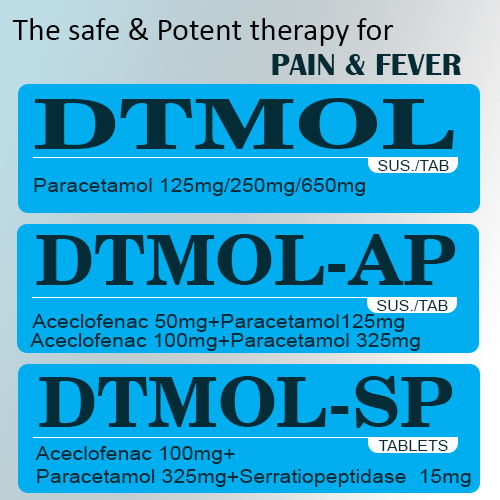 The safe & Potent therapy for
PAIN & FEVER
DTMOL
SUS./TAB
Paracetamol 125mg/250mg/650mg
DTMOL-AP
SUS./TAB
Aceclofenac 50mg+Paracetamol125mg
Aceclofenac 100mg+Paracetamol 325mg
DTMOL-SP
TABLETS
Aceclofenac 100mg+
Paracetamol 325mg+Serratiopeptidase 15mg